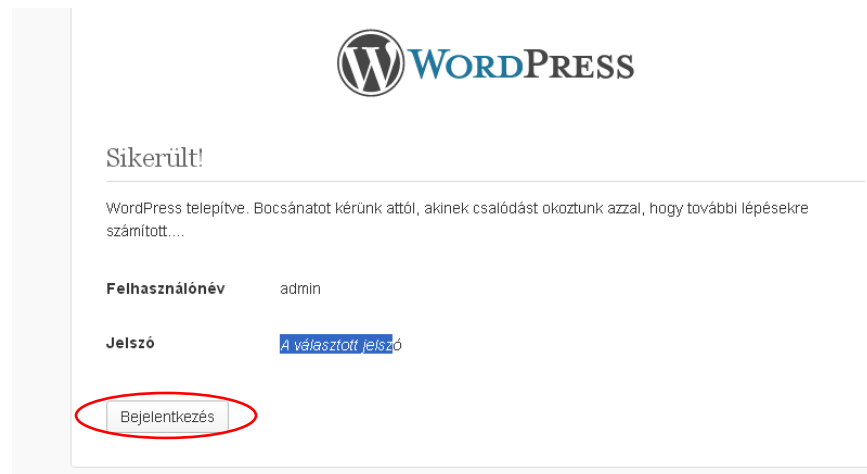 WORDPRESS
Sikerült!
WordPress telepítve. Bocsánatot kérünk attól, akinek csalódást okoztunk azzal, hogy további lépésekre
számított....
Felhasználónév admin
Jelszó A választott jelszó
Bejelentkezés